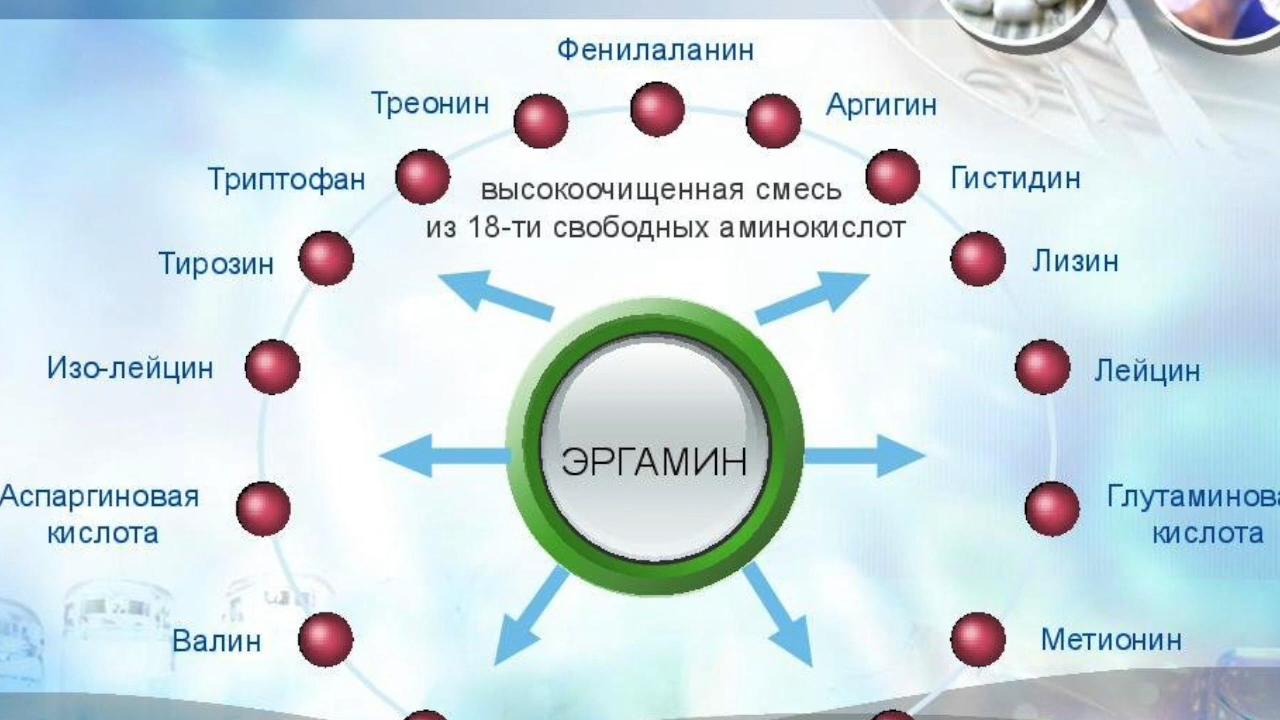 Фенилаланин
Треонин
Аргигин
Триптофан
Гистидин
высокоочищенная смесь
из 18-ти свободных аминокислот
Тирозин
Лизин
Изо-лейцин
Лейцин
ЭРГАМИН
Аспаргиновая
кислота
Глутаминова
кислота
Валин
Метионин